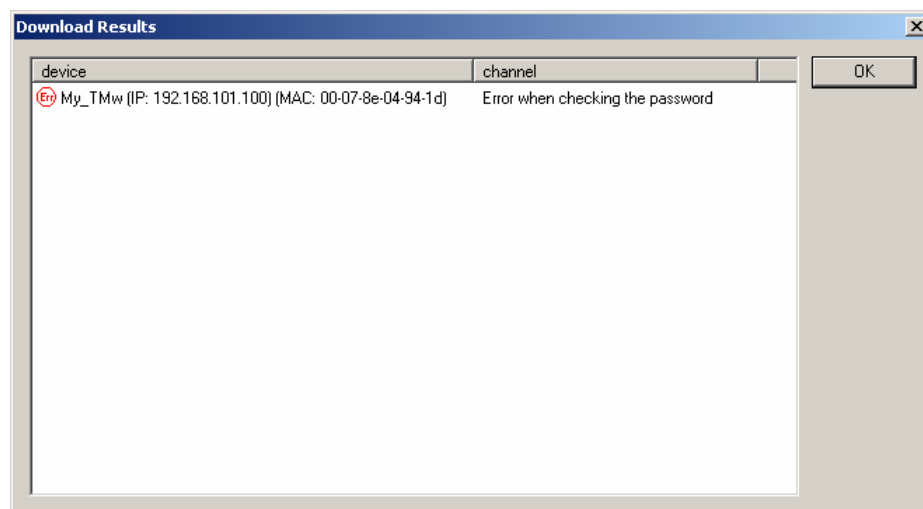 Download Results
device channel OK
Err My_TMw (IP: 192.168.101.100) (MAC: 00-07-8e-04-94-1d) Error when checking the password